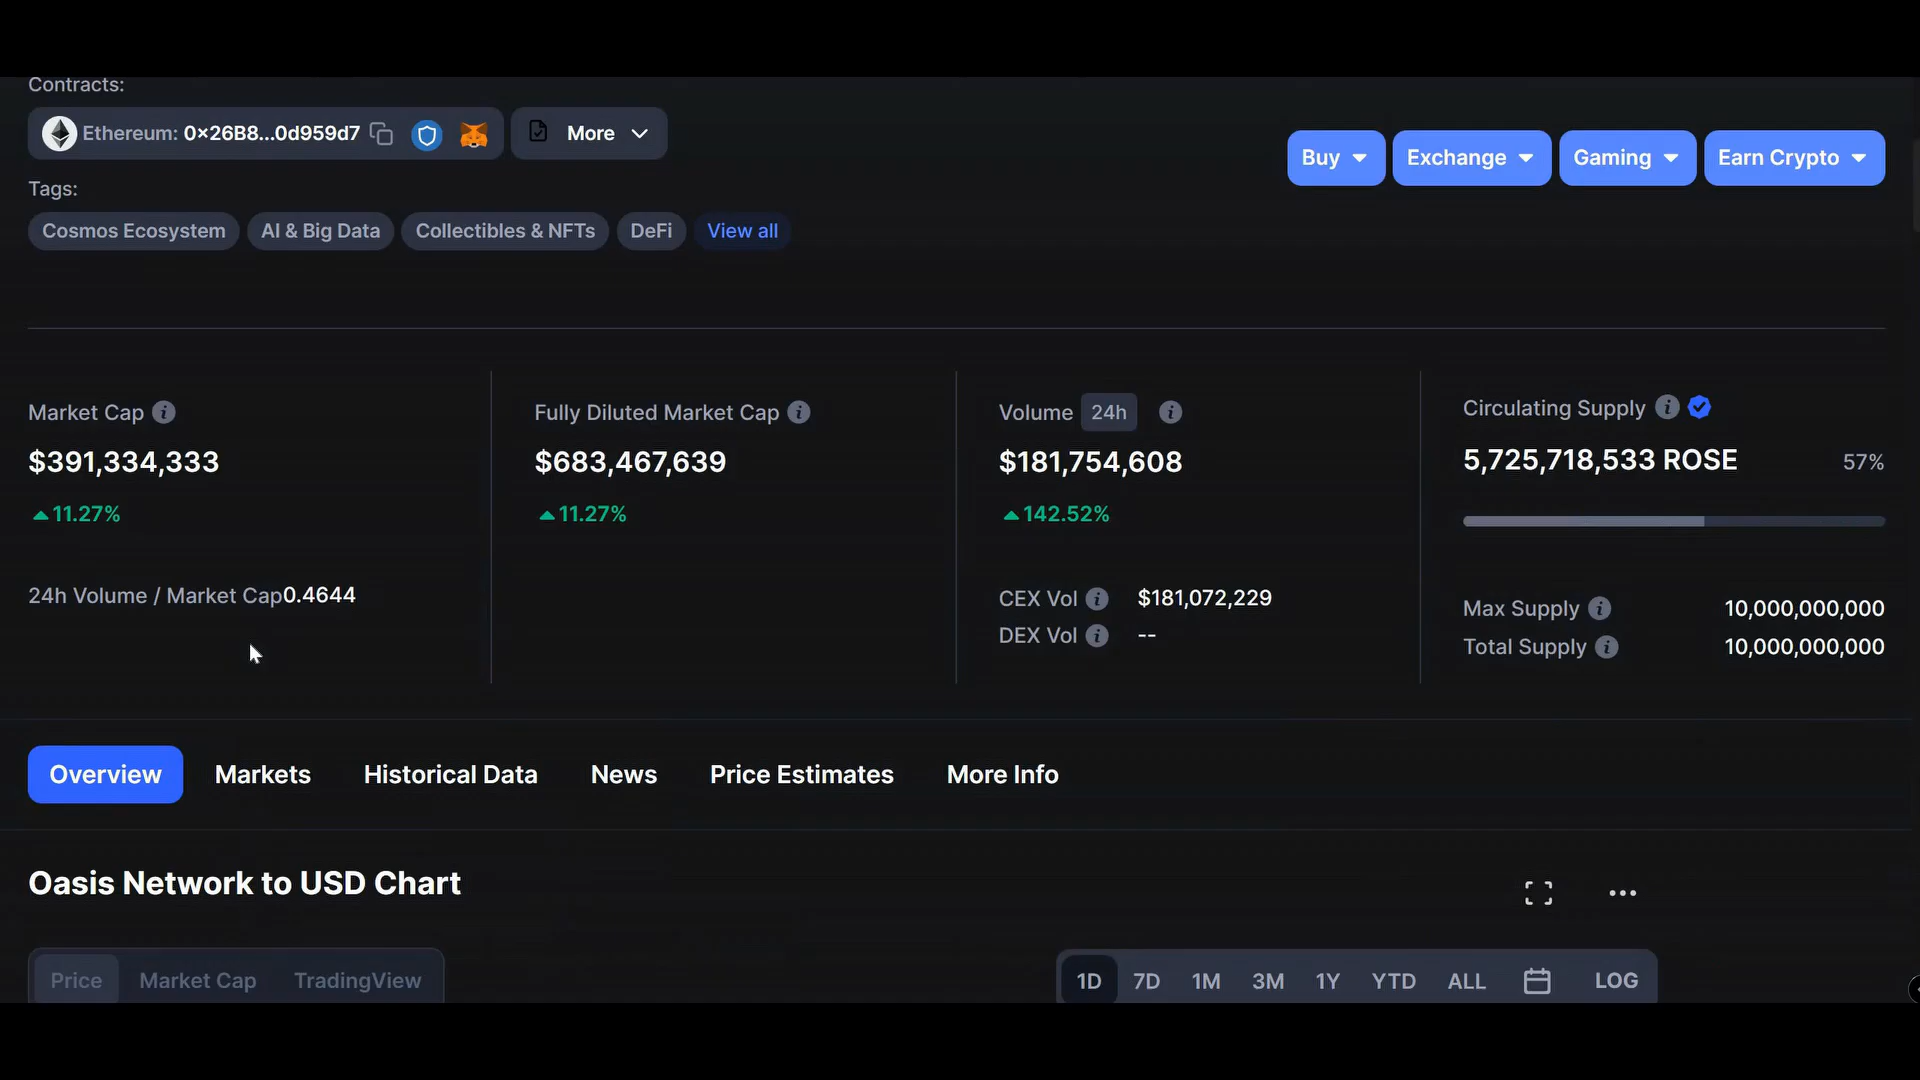 Contracts:
Ethereum: 0x26B8...0d959d7
More
Buy
Exchange
Gaming
Earn Crypto
Tags:
Cosmos Ecosystem
AI & Big Data
Collectibles & NFTs
DeFi
View all
Market Cap
$391,334,333
11.27%
24h Volume / Market Cap0.4644
Fully Diluted Market Cap
$683,467,639
11.27%
Volume 24h
$181,754,608
142.52%
CEX Vol $181,072,229
DEX Vol --
Circulating Supply
5,725,718,533 ROSE 57%
Max Supply 10,000,000,000
Total Supply 10,000,000,000
Overview
Markets
Historical Data
News
Price Estimates
More Info
Oasis Network to USD Chart
Price
Market Cap
TradingView
1D
7D
1M
3M
1Y
YTD
ALL
LOG